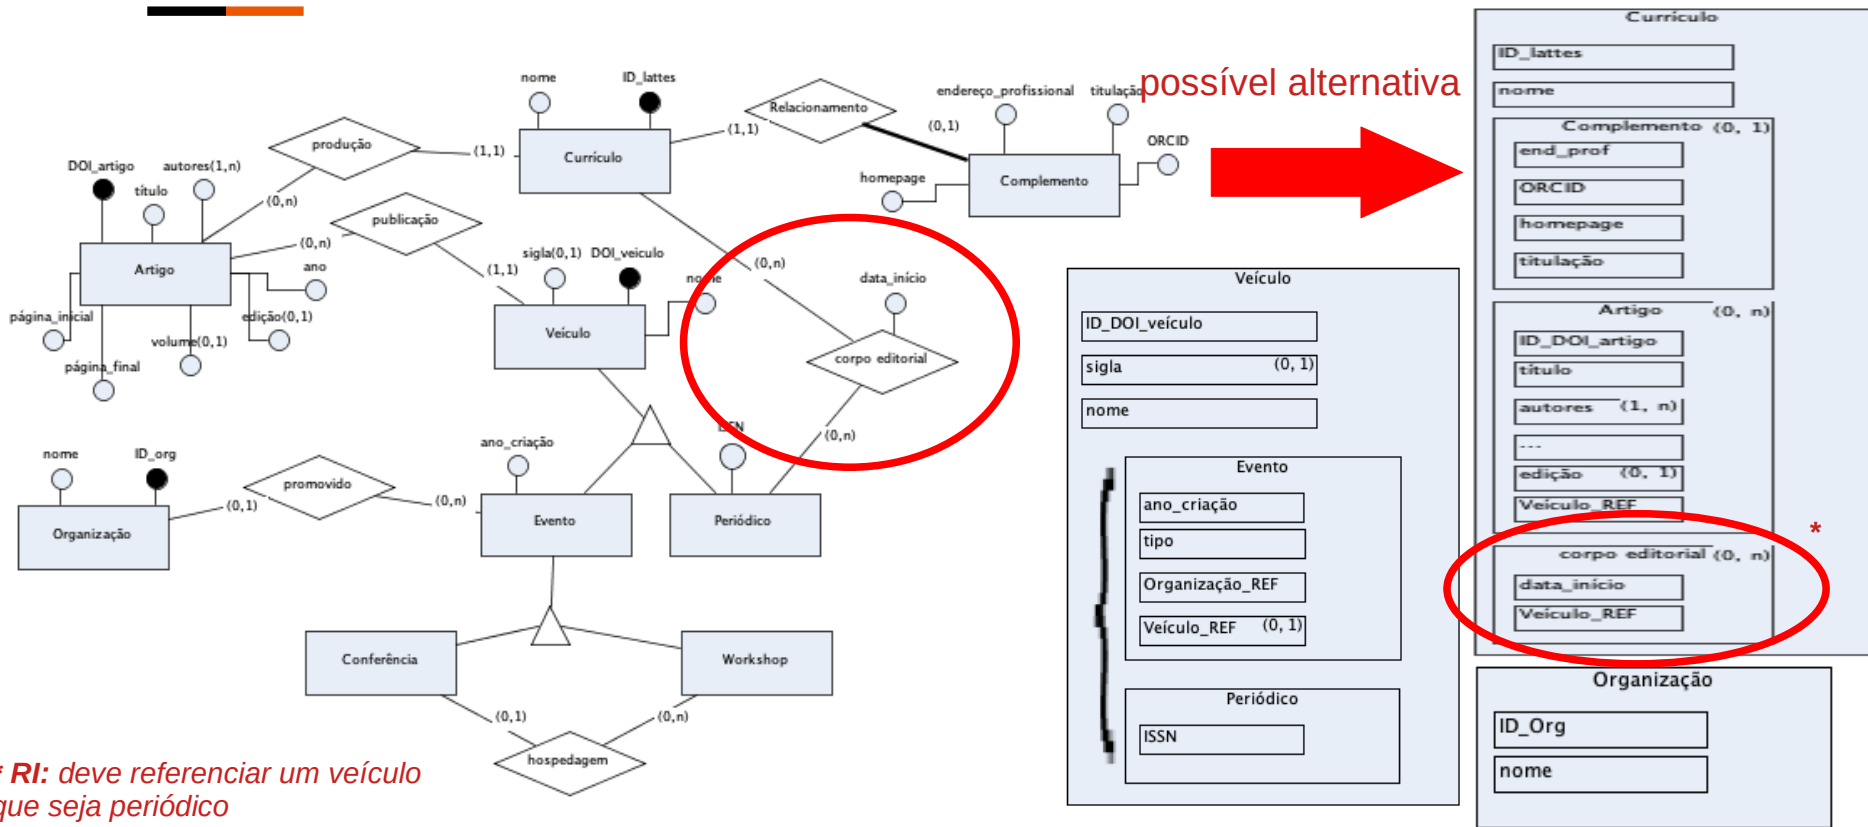 possível alternativa
nome
ID_lattes
Relacionamento
endereço_profissional
titulação
(0,1)
(1,1)
ORCID
produção
(1,1)
Currículo
Complemento
homepage
DOI_artigo
autores(1,n)
título
(0,n)
publicação
(0,n)
Artigo
ano
(1,1)
sigla(0,1)
DOI_veiculo
nome
(0,n)
data_início
página_inicial
edição(0,1)
volume(0,1)
página_final
Veículo
corpo editorial
(0,n)
nome
ID_org
promovido
(0,1)
(0,n)
ano_criação
Organização
Evento
Periódico
Conferência
Workshop
(0,1)
(0,n)
hospedagem
* RI: deve referenciar um veículo
que seja periódico
Veículo
ID_DOI_veículo
sigla (0, 1)
nome
Evento
ano_criação
tipo
Organização_REF
Veículo_REF (0, 1)
Periódico
ISSN
Currículo
ID_lattes
nome
Complemento (0, 1)
end_prof
ORCID
homepage
titulação
Artigo (0, n)
ID_DOI_artigo
título
autores (1, n)
...
edição (0, 1)
Veículo_REF
*
corpo editorial (0, n)
data_início
Veículo_REF
Organização
ID_Org
nome